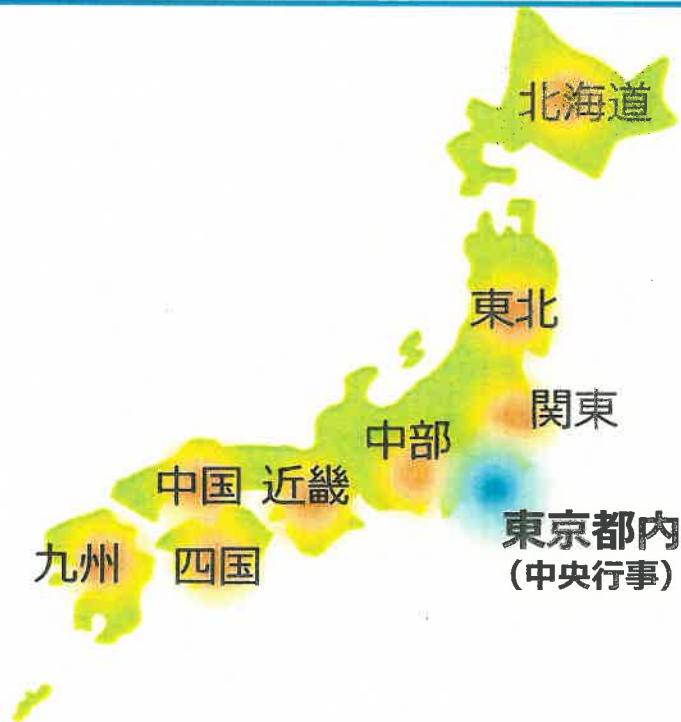 北海道
東北
関東
中部
中国
近畿
九州
四国
東京都内
(中央行事)